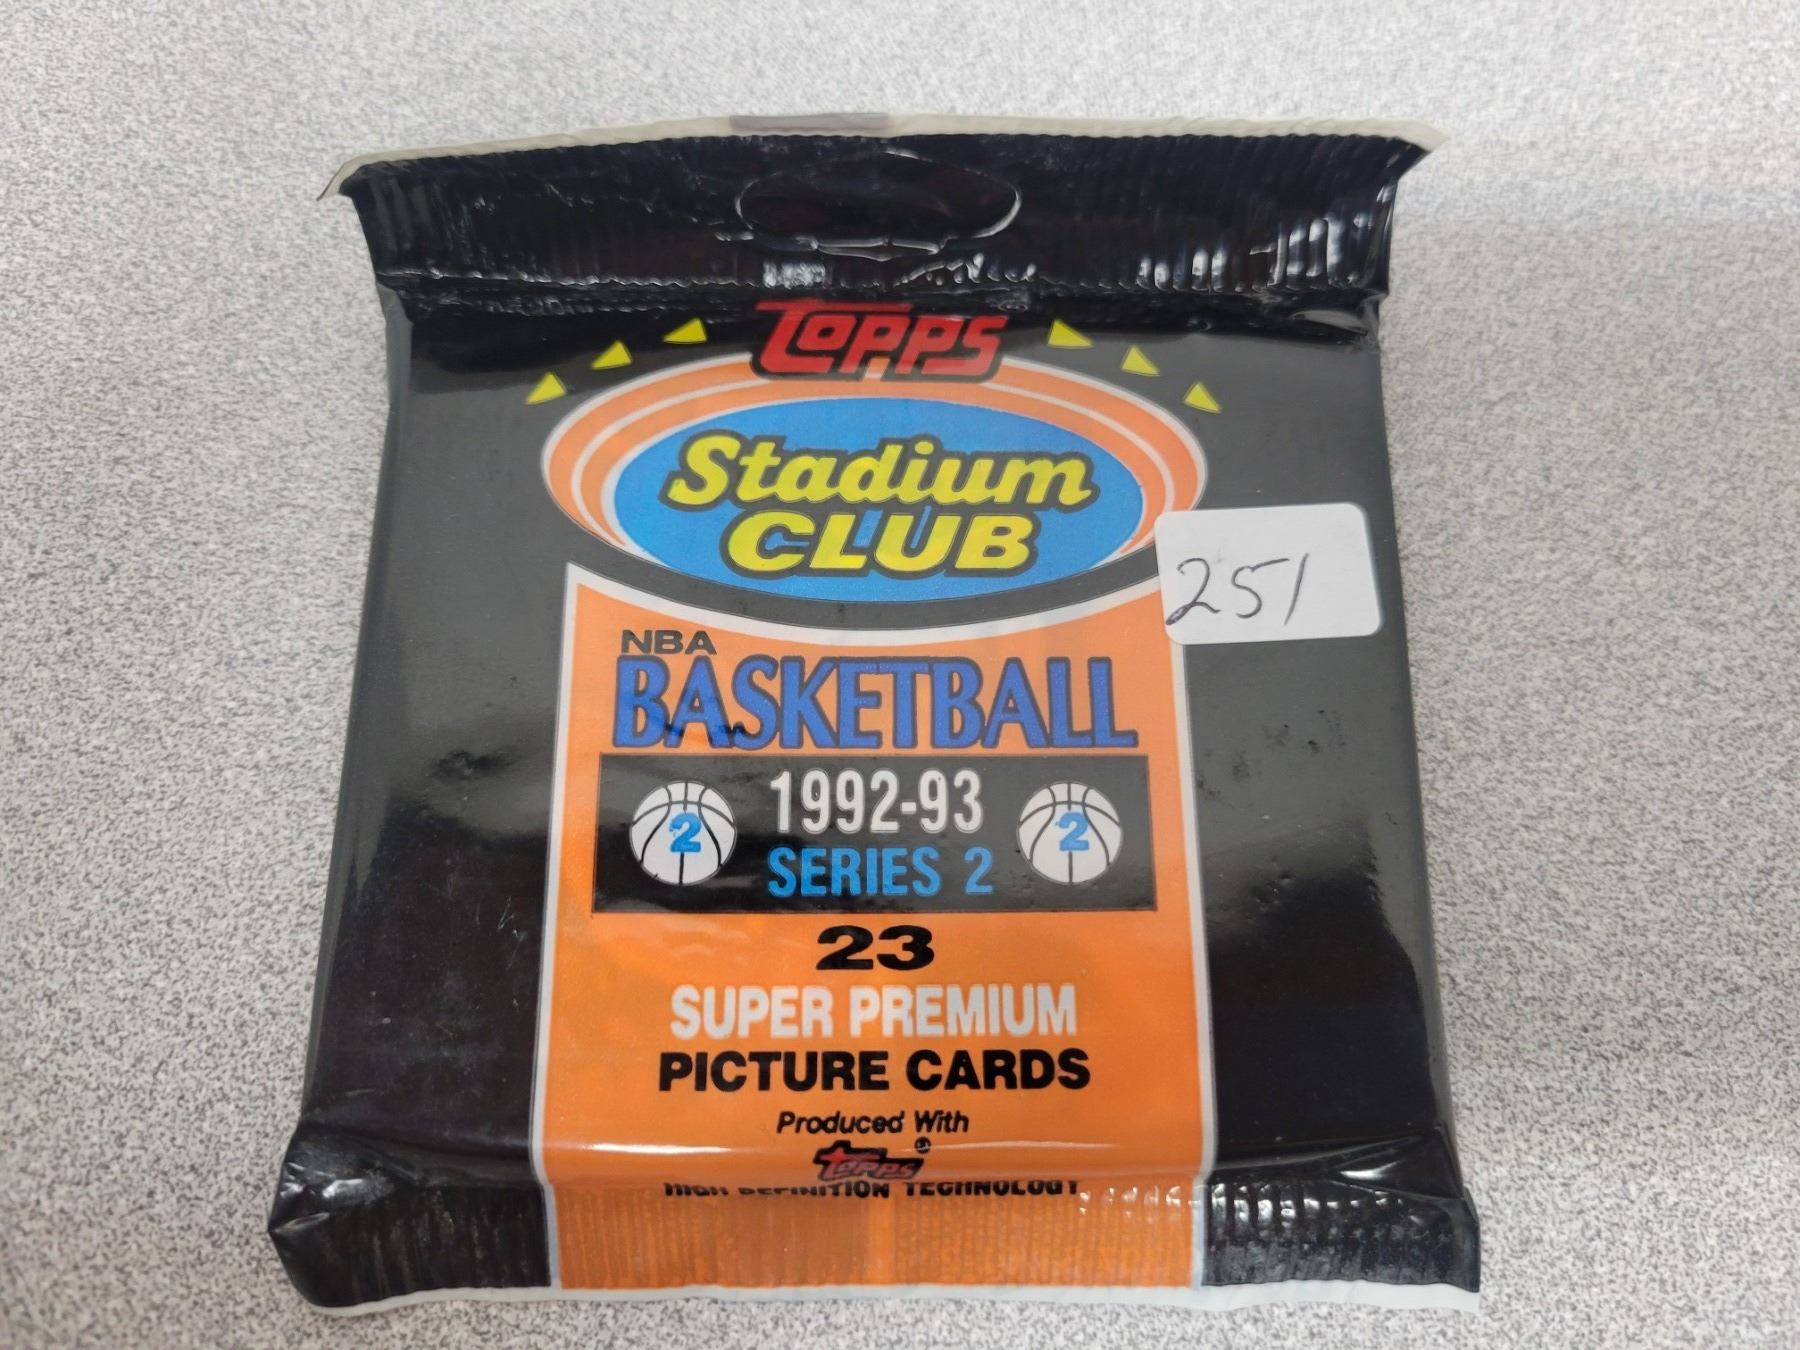 TOPPS
Stadium
CLUB
251
NBA
BASKETBALL
1992-93
2 2
SERIES 2
23
SUPER PREMIUM
PICTURE CARDS
Produced With
TOPPS®
HIGH DEFINITION TECHNOLOGY